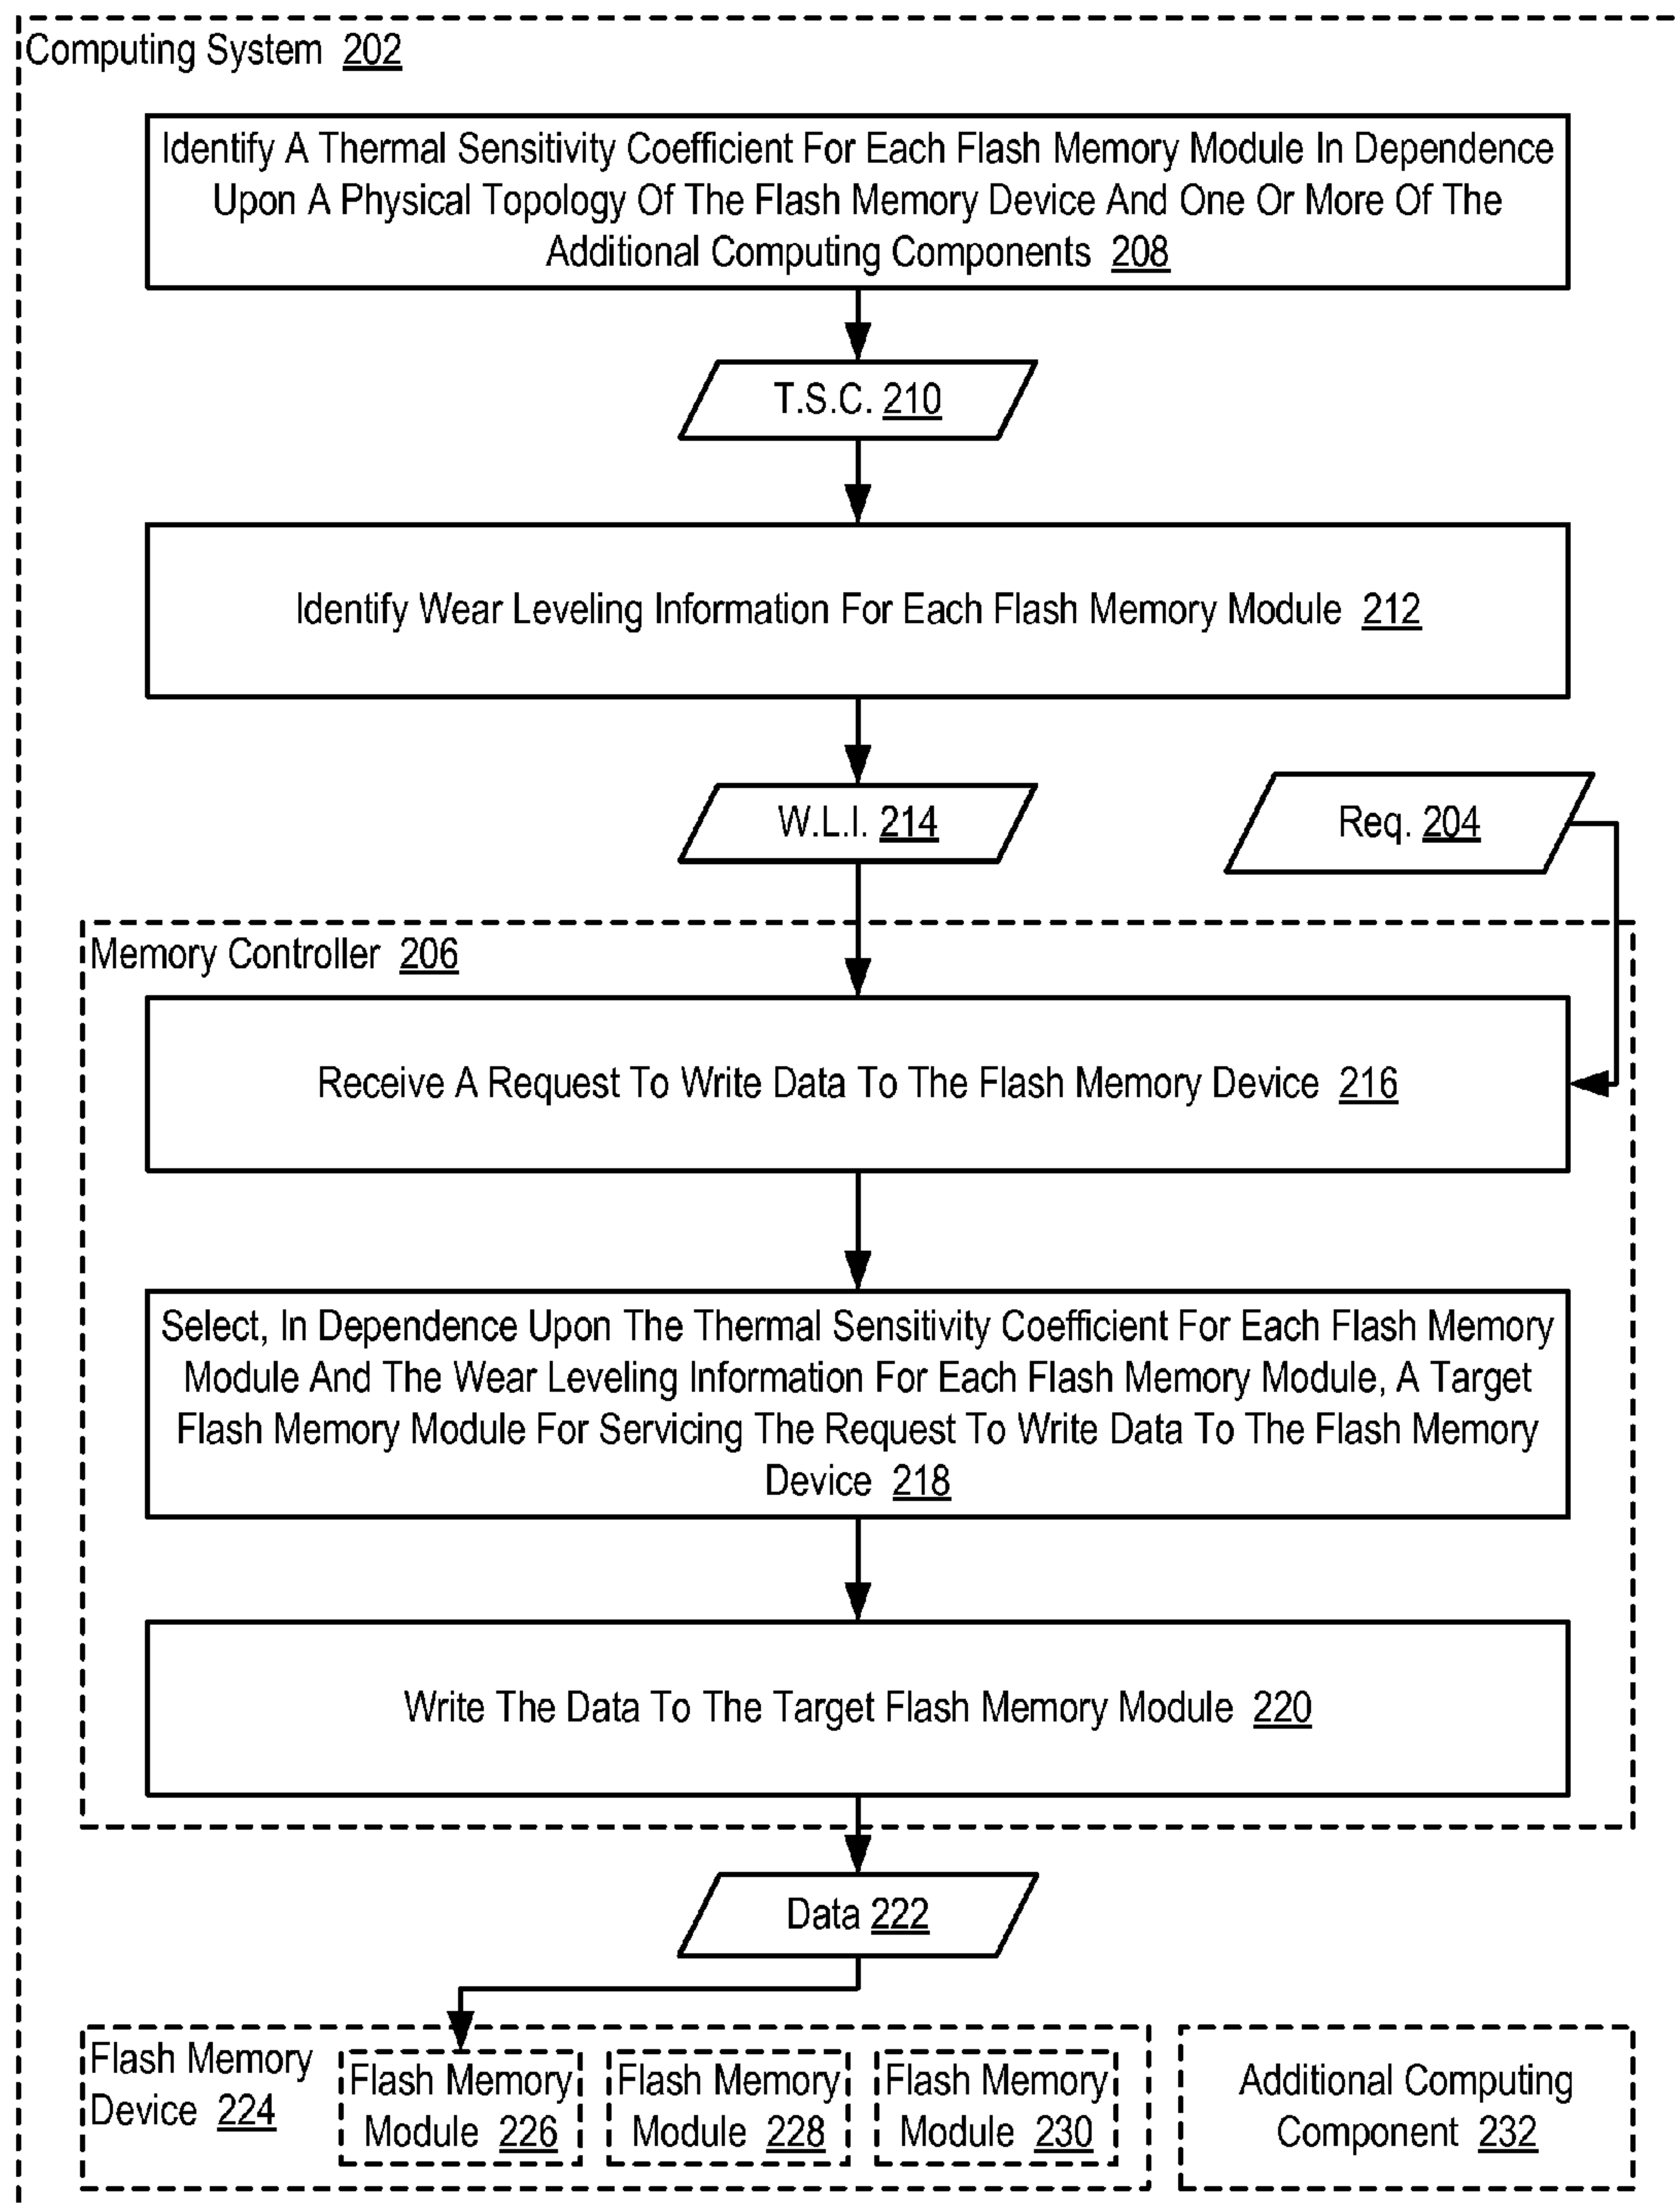 Computing System 202
Identify A Thermal Sensitivity Coefficient For Each Flash Memory Module In Dependence
Upon A Physical Topology Of The Flash Memory Device And One Or More Of The
Additional Computing Components 208
T.S.C. 210
Identify Wear Leveling Information For Each Flash Memory Module 212
W.L.I. 214
Req. 204
Memory Controller 206
Receive A Request To Write Data To The Flash Memory Device 216
Select, In Dependence Upon The Thermal Sensitivity Coefficient For Each Flash Memory
Module And The Wear Leveling Information For Each Flash Memory Module, A Target
Flash Memory Module For Servicing The Request To Write Data To The Flash Memory
Device 218
Write The Data To The Target Flash Memory Module 220
Data 222
Flash Memory
Device 224
Flash Memory
Module 226
Flash Memory
Module 228
Flash Memory
Module 230
Additional Computing
Component 232